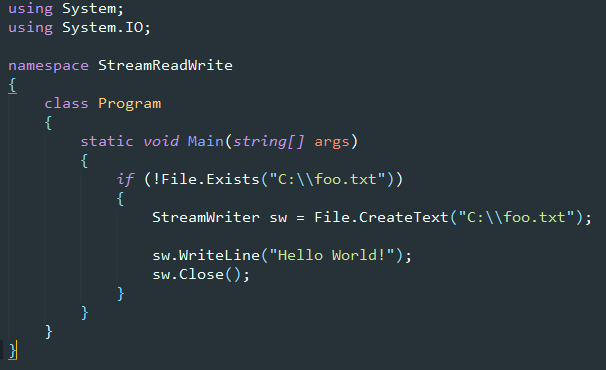 using System;
using System.IO;

namespace StreamReadWrite
{
    class Program
    {
        static void Main(string[] args)
        {
            if (!File.Exists("C:\\foo.txt"))
            {
                StreamWriter sw = File.CreateText("C:\\foo.txt");

                sw.WriteLine("Hello World!");
                sw.Close();
            }
        }
    }
}